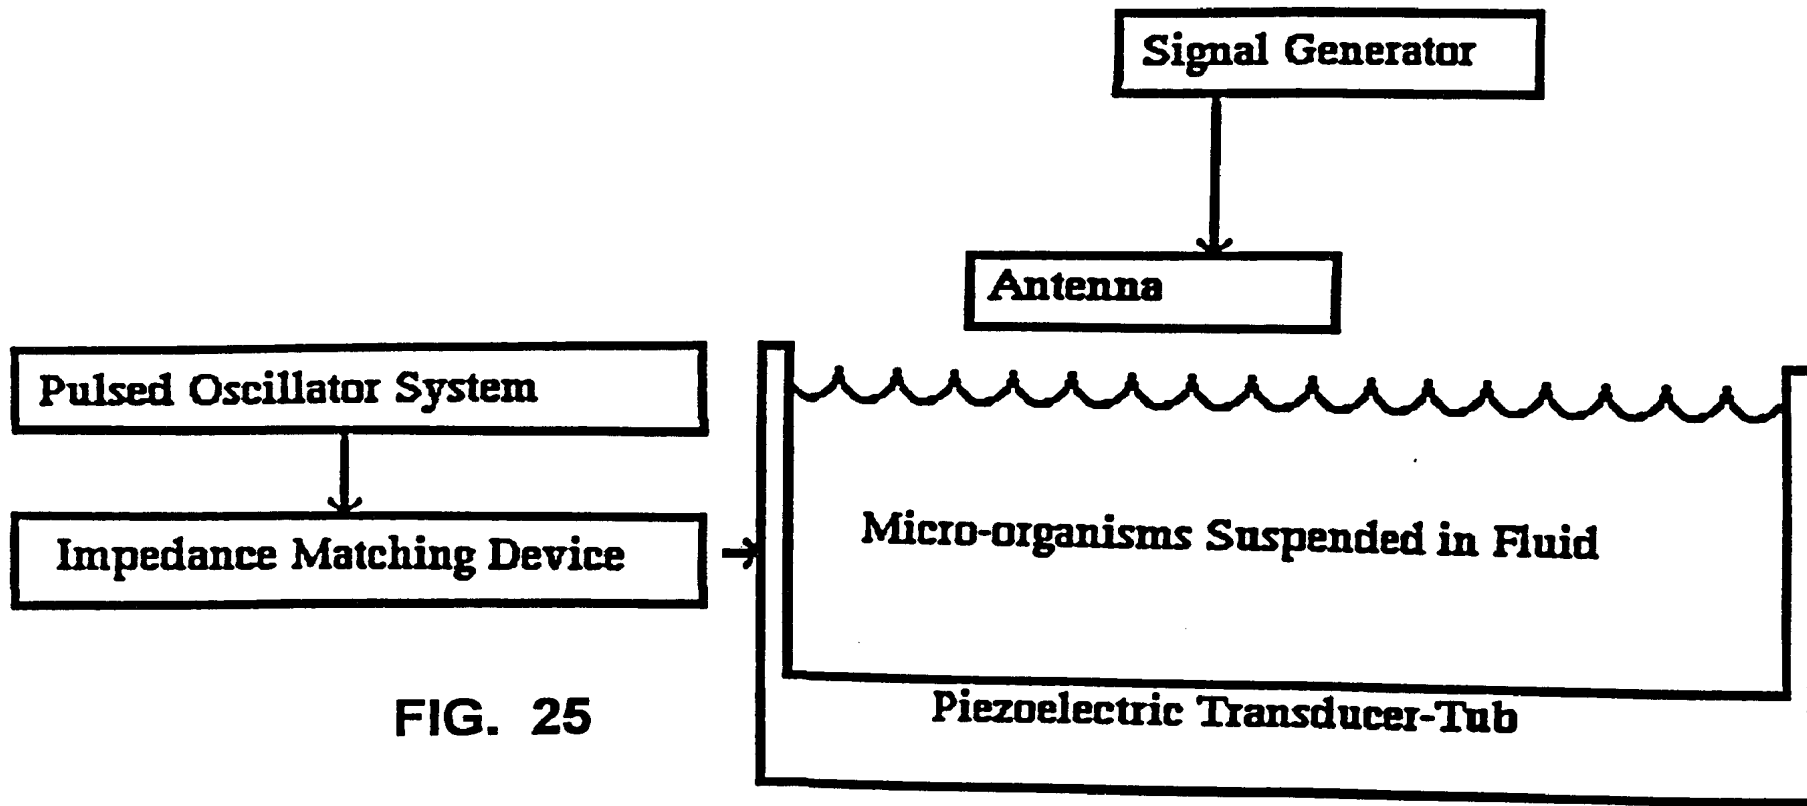 Signal Generator
Antenna
Pulsed Oscillator System
Impedance Matching Device
Micro-organisms Suspended in Fluid
Piezoelectric Transducer-Tub
FIG. 25